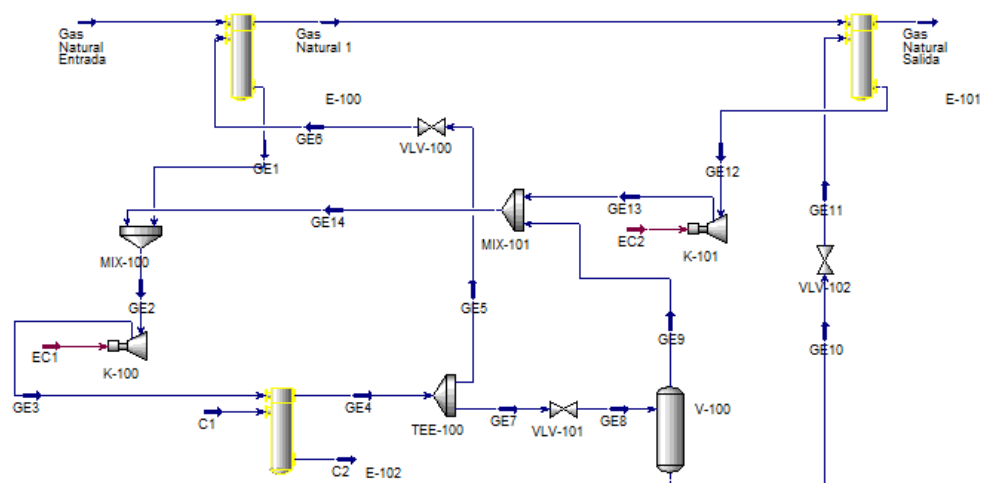 Gas
Natural
Entrada
Gas
Natural 1
Gas
Natural
Salida
E-100
E-101
GE6
VLV-100
GE1
GE12
GE13
GE11
GE14
MIX-101
EC2
K-101
MIX-100
VLV-102
GE2
GE5
GE9
GE10
EC1
K-100
GE3
GE4
C1
TEE-100
GE7
VLV-101
GE8
V-100
C2
E-102